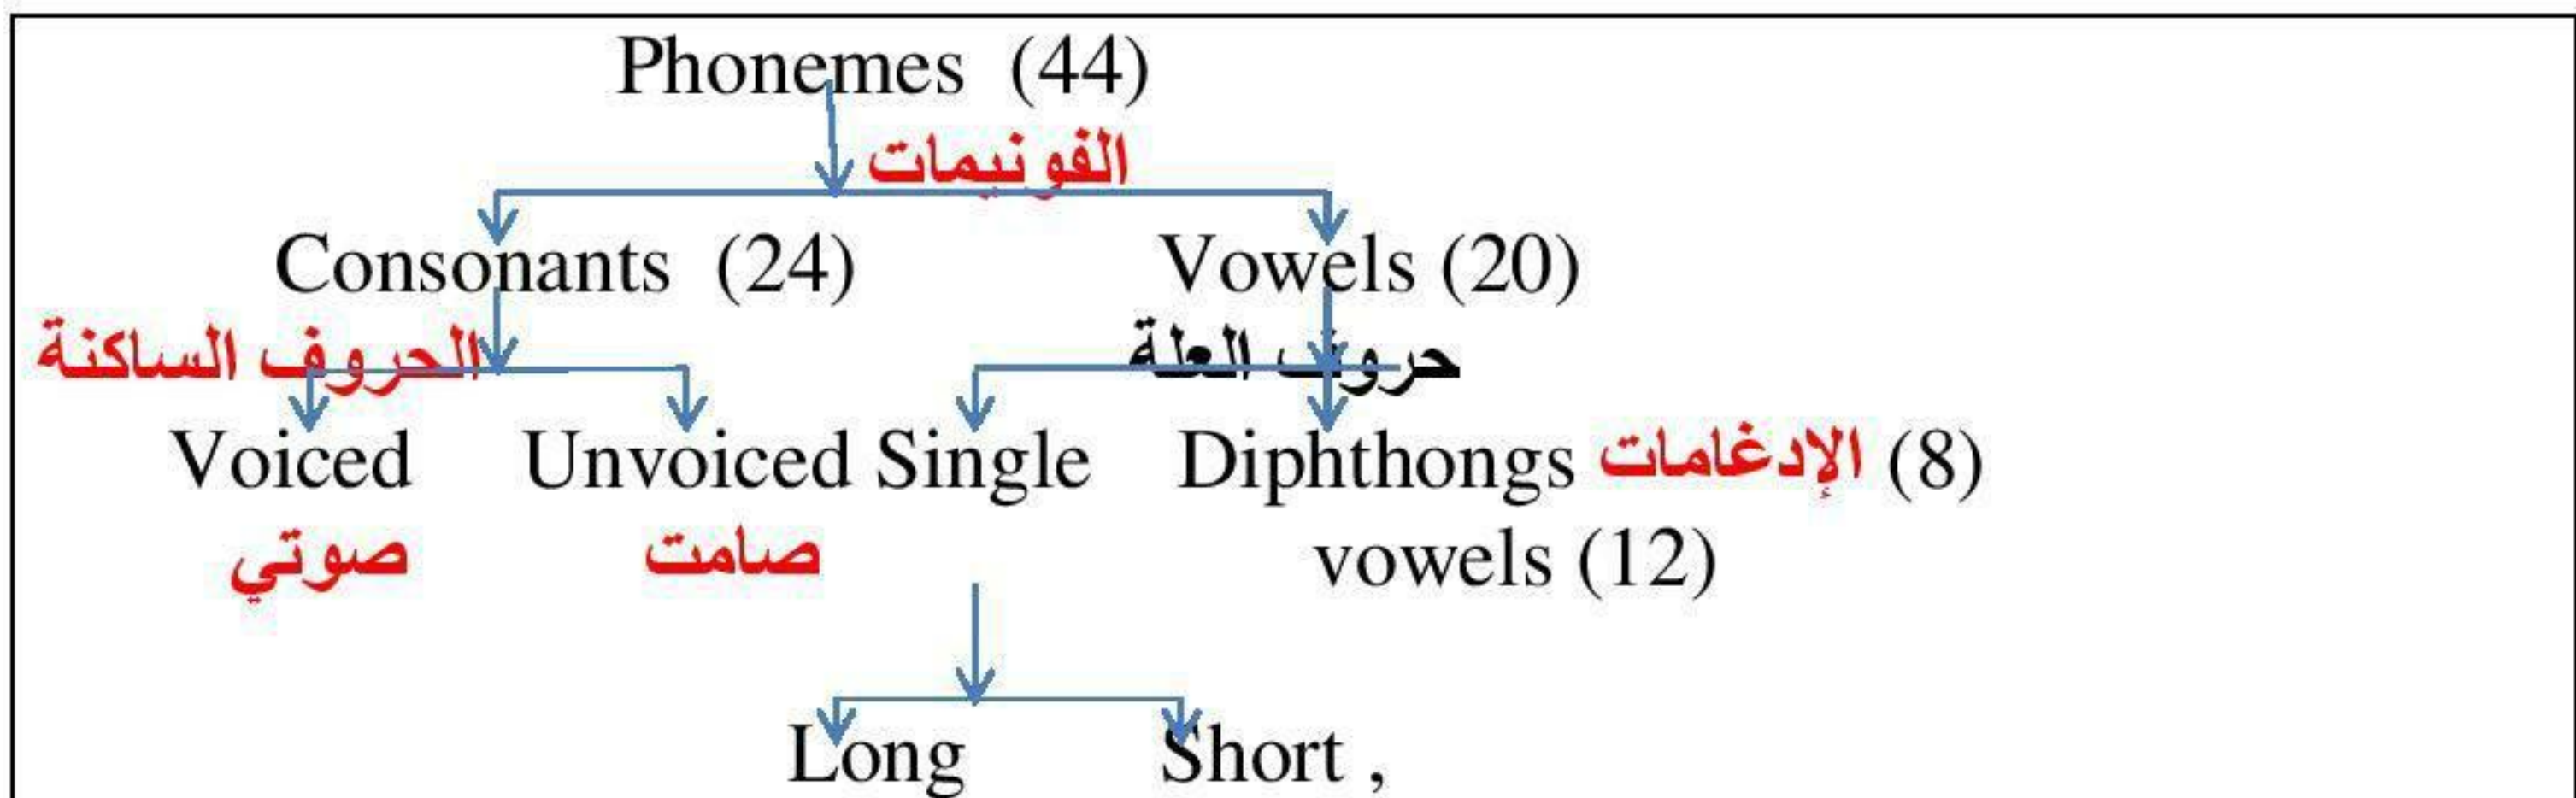 Phonemes (44)
الفونيمات
Consonants (24) Vowels (20)
الحروف الساكنة حروف العلة
Voiced Unvoiced Single Diphthongs الإدغامات (8)
صوتي صامت vowels (12)
Long Short ,